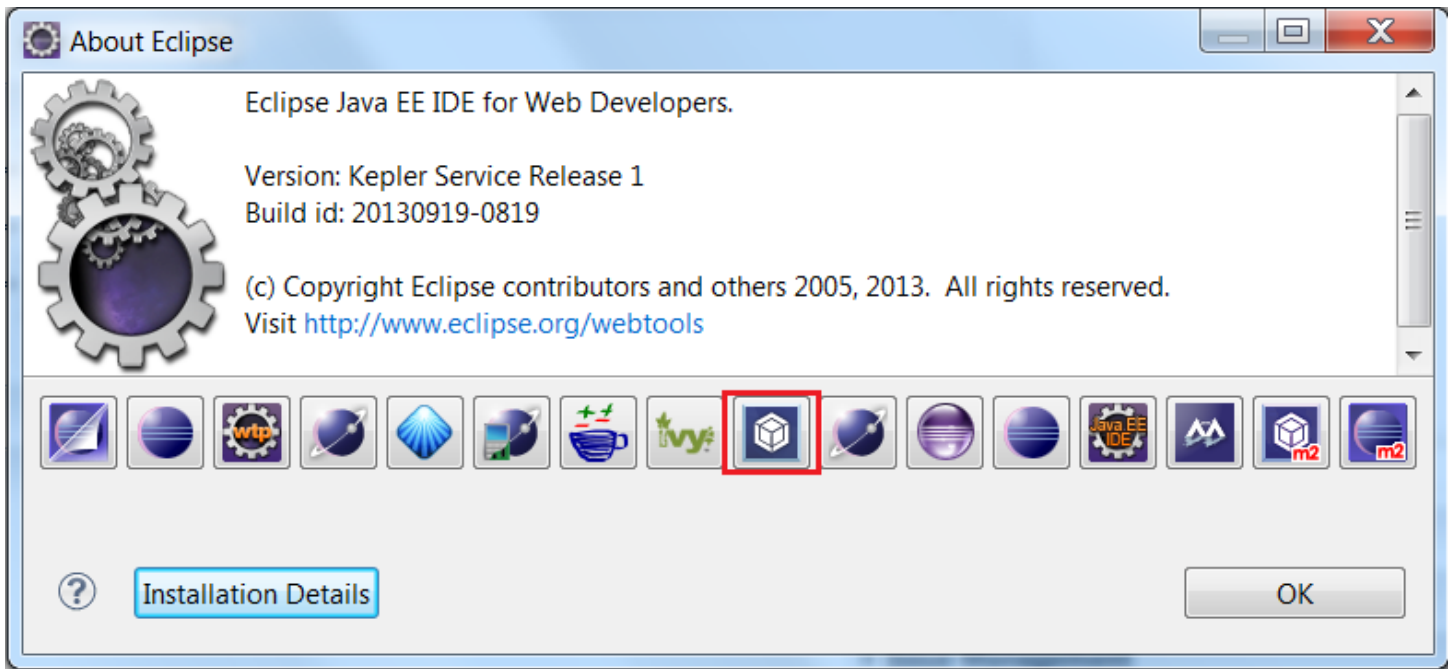 About Eclipse
Eclipse Java EE IDE for Web Developers.
Version: Kepler Service Release 1
Build id: 20130919-0819
(c) Copyright Eclipse contributors and others 2005, 2013.  All rights reserved.
Visit http://www.eclipse.org/webtools
wtp
ivy
Java EE IDE
m2
m2
? Installation Details
OK